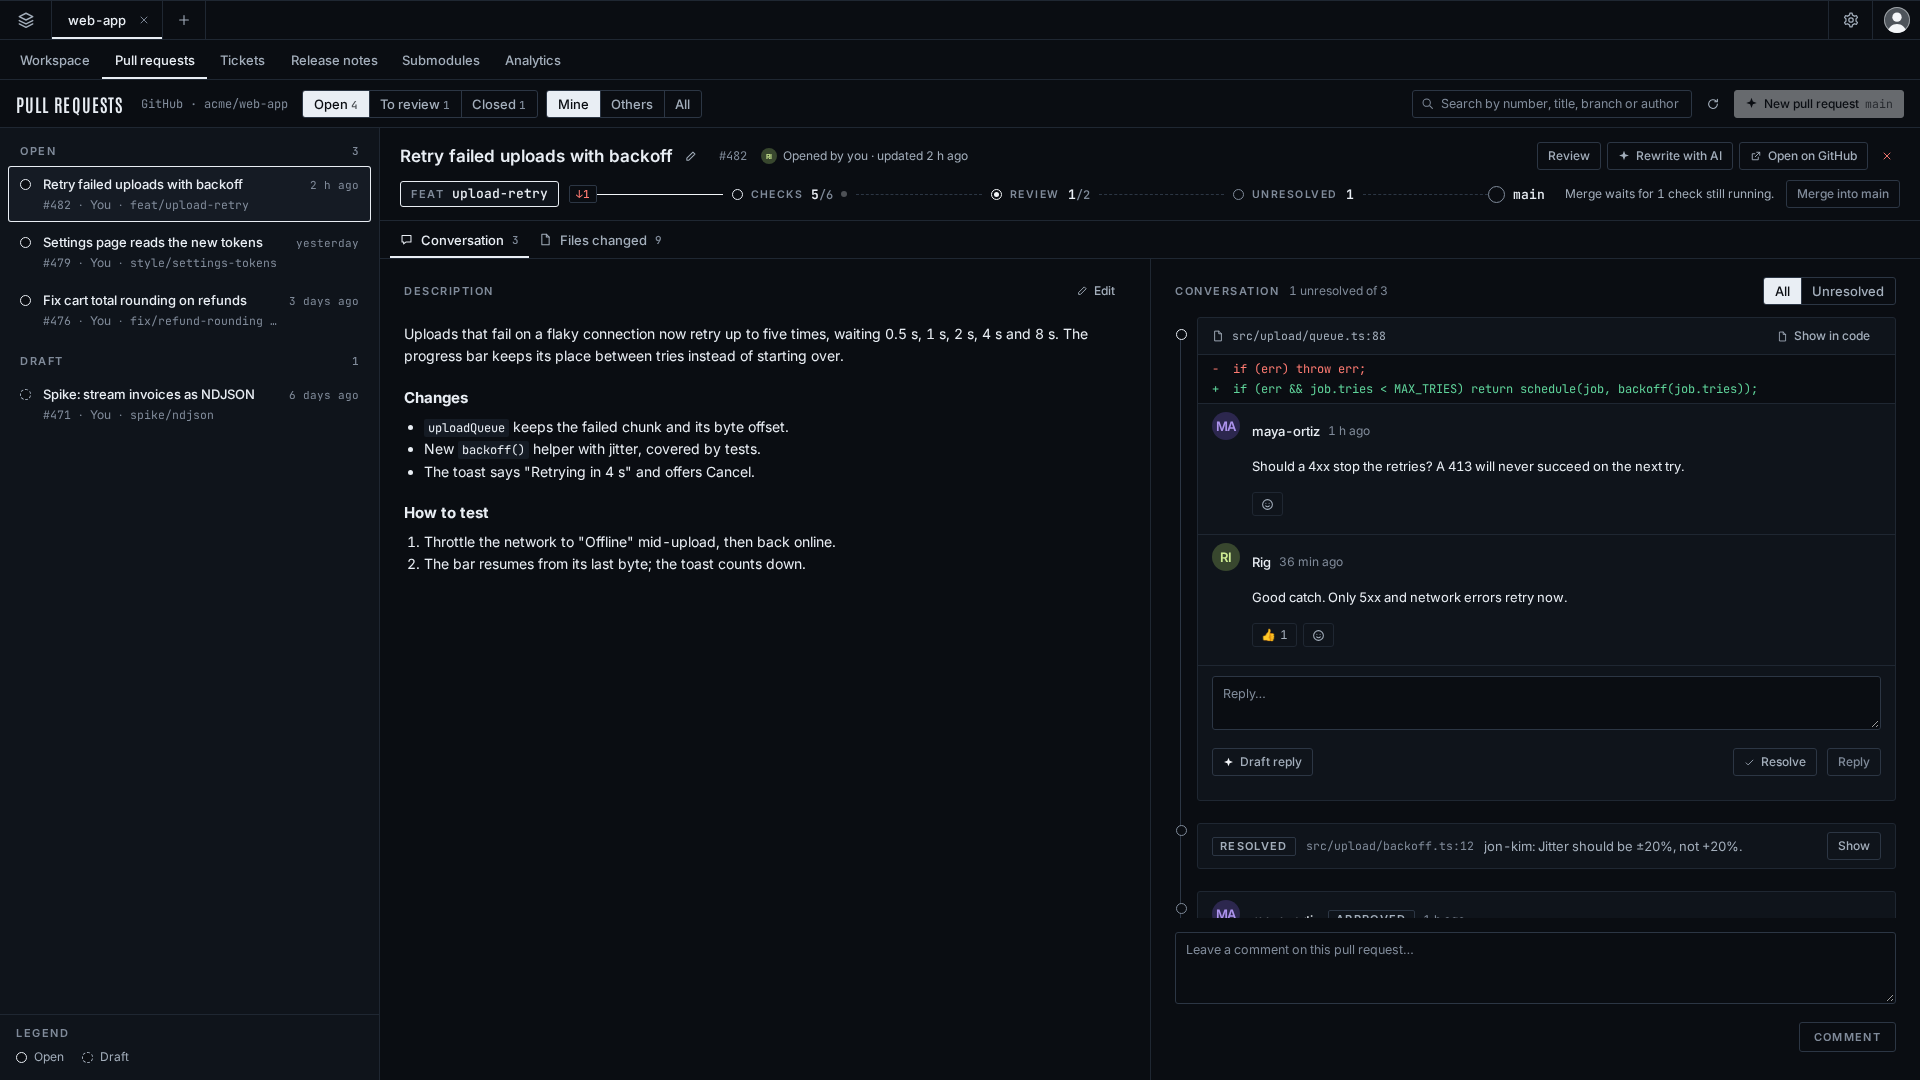 web-app
Workspace Pull requests Tickets Release notes Submodules Analytics
PULL REQUESTS GitHub · acme/web-app Open 4 To review 1 Closed 1 Mine Others All Search by number, title, branch or author New pull request main
OPEN 3
Retry failed uploads with backoff 2 h ago
#482 · You · feat/upload-retry
Settings page reads the new tokens yesterday
#479 · You · style/settings-tokens
Fix cart total rounding on refunds 3 days ago
#476 · You · fix/refund-rounding …
DRAFT 1
Spike: stream invoices as NDJSON 6 days ago
#471 · You · spike/ndjson
LEGEND
Open Draft
Retry failed uploads with backoff #482 RI Opened by you · updated 2 h ago Review Rewrite with AI Open on GitHub
FEAT upload-retry ↓1 CHECKS 5/6 REVIEW 1/2 UNRESOLVED 1 main Merge waits for 1 check still running. Merge into main
Conversation 3 Files changed 9
DESCRIPTION Edit
Uploads that fail on a flaky connection now retry up to five times, waiting 0.5 s, 1 s, 2 s, 4 s and 8 s. The
progress bar keeps its place between tries instead of starting over.
Changes
• uploadQueue keeps the failed chunk and its byte offset.
• New backoff() helper with jitter, covered by tests.
• The toast says "Retrying in 4 s" and offers Cancel.
How to test
1. Throttle the network to "Offline" mid-upload, then back online.
2. The bar resumes from its last byte; the toast counts down.
CONVERSATION 1 unresolved of 3 All Unresolved
src/upload/queue.ts:88 Show in code
- if (err) throw err;
+ if (err && job.tries < MAX_TRIES) return schedule(job, backoff(job.tries));
MA maya-ortiz 1 h ago
Should a 4xx stop the retries? A 413 will never succeed on the next try.
RI Rig 36 min ago
Good catch. Only 5xx and network errors retry now.
👍 1
Reply...
Draft reply Resolve Reply
RESOLVED src/upload/backoff.ts:12 jon-kim: Jitter should be ±20%, not +20%. Show
MA APPROVED 1 h ago
Leave a comment on this pull request...
COMMENT